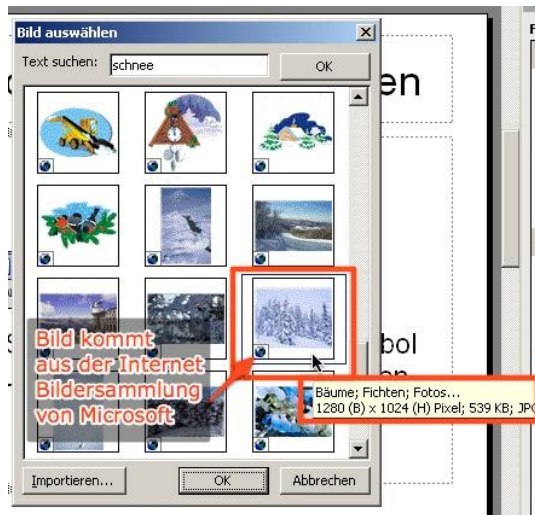 Bild auswählen
Text suchen: schnee OK
en
Bild kommt
aus der Internet
Bildersammlung
von Microsoft
bol
Bäume; Fichten; Fotos...
1280 (B) x 1024 (H) Pixel; 539 KB; JPG
Importieren... OK Abbrechen